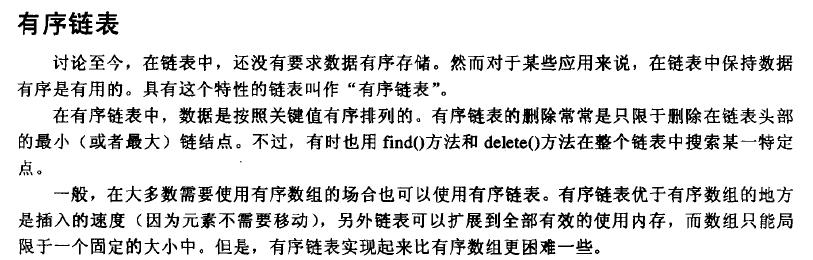 有序链表
讨论至今，在链表中，还没有要求数据有序存储。然而对于某些应用来说，在链表中保持数据
有序是有用的。具有这个特性的链表叫作“有序链表”。
在有序链表中，数据是按照关键值有序排列的。有序链表的删除常常是只限于删除在链表头部
的最小（或者最大）链结点。不过，有时也用 find()方法和 delete()方法在整个链表中搜索某一特定
点。
一般，在大多数需要使用有序数组的场合也可以使用有序链表。有序链表优于有序数组的地方
是插入的速度（因为元素不需要移动），另外链表可以扩展到全部有效的使用内存，而数组只能局
限于一个固定的大小中。但是，有序链表实现起来比有序数组更困难一些。